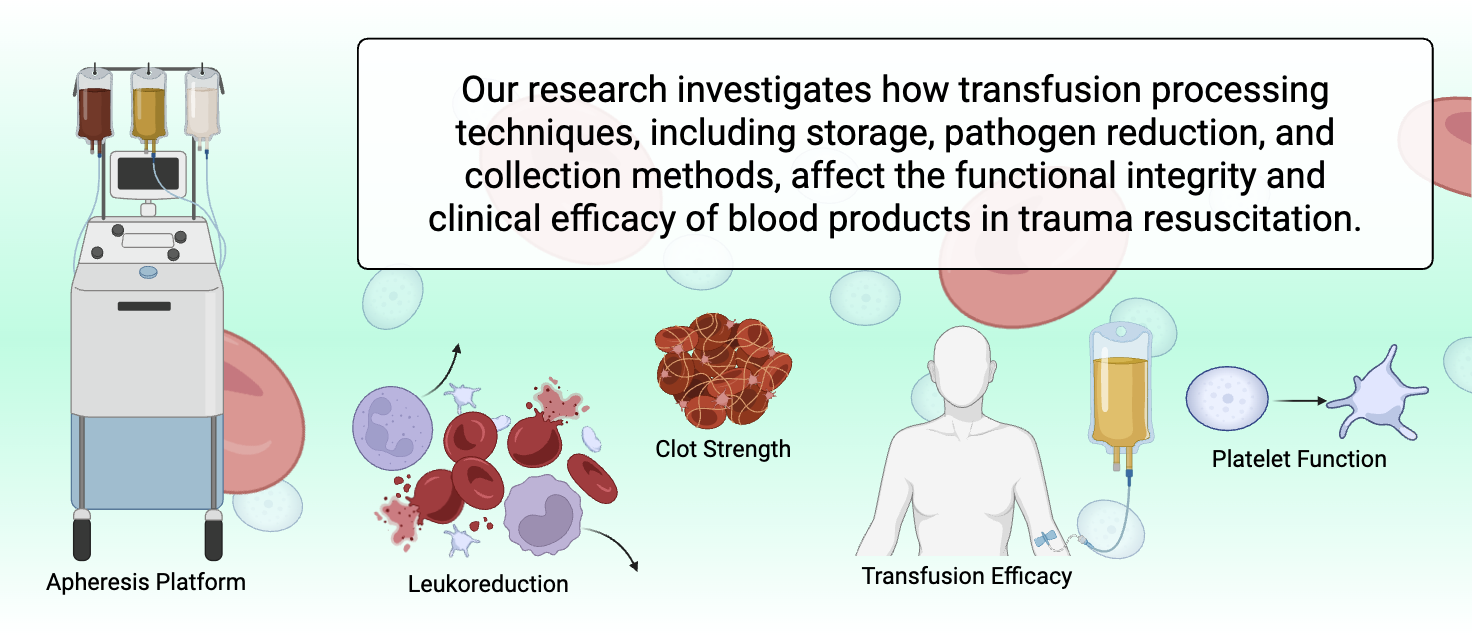 Our research investigates how transfusion processing
techniques, including storage, pathogen reduction, and
collection methods, affect the functional integrity and
clinical efficacy of blood products in trauma resuscitation.
Clot Strength
Platelet Function
Apheresis Platform
Leukoreduction
Transfusion Efficacy